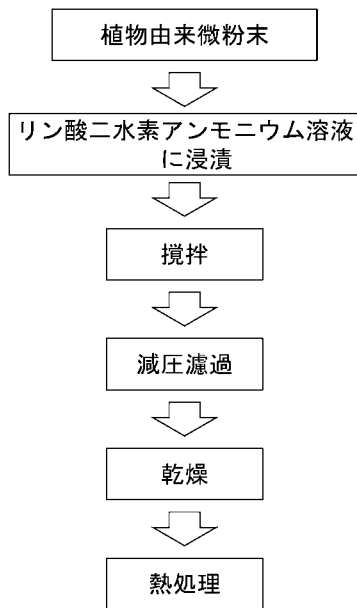 植物由来微粉末
リン酸二水素アンモニウム溶液
に浸漬
撹拌
減圧濾過
乾燥
熱処理